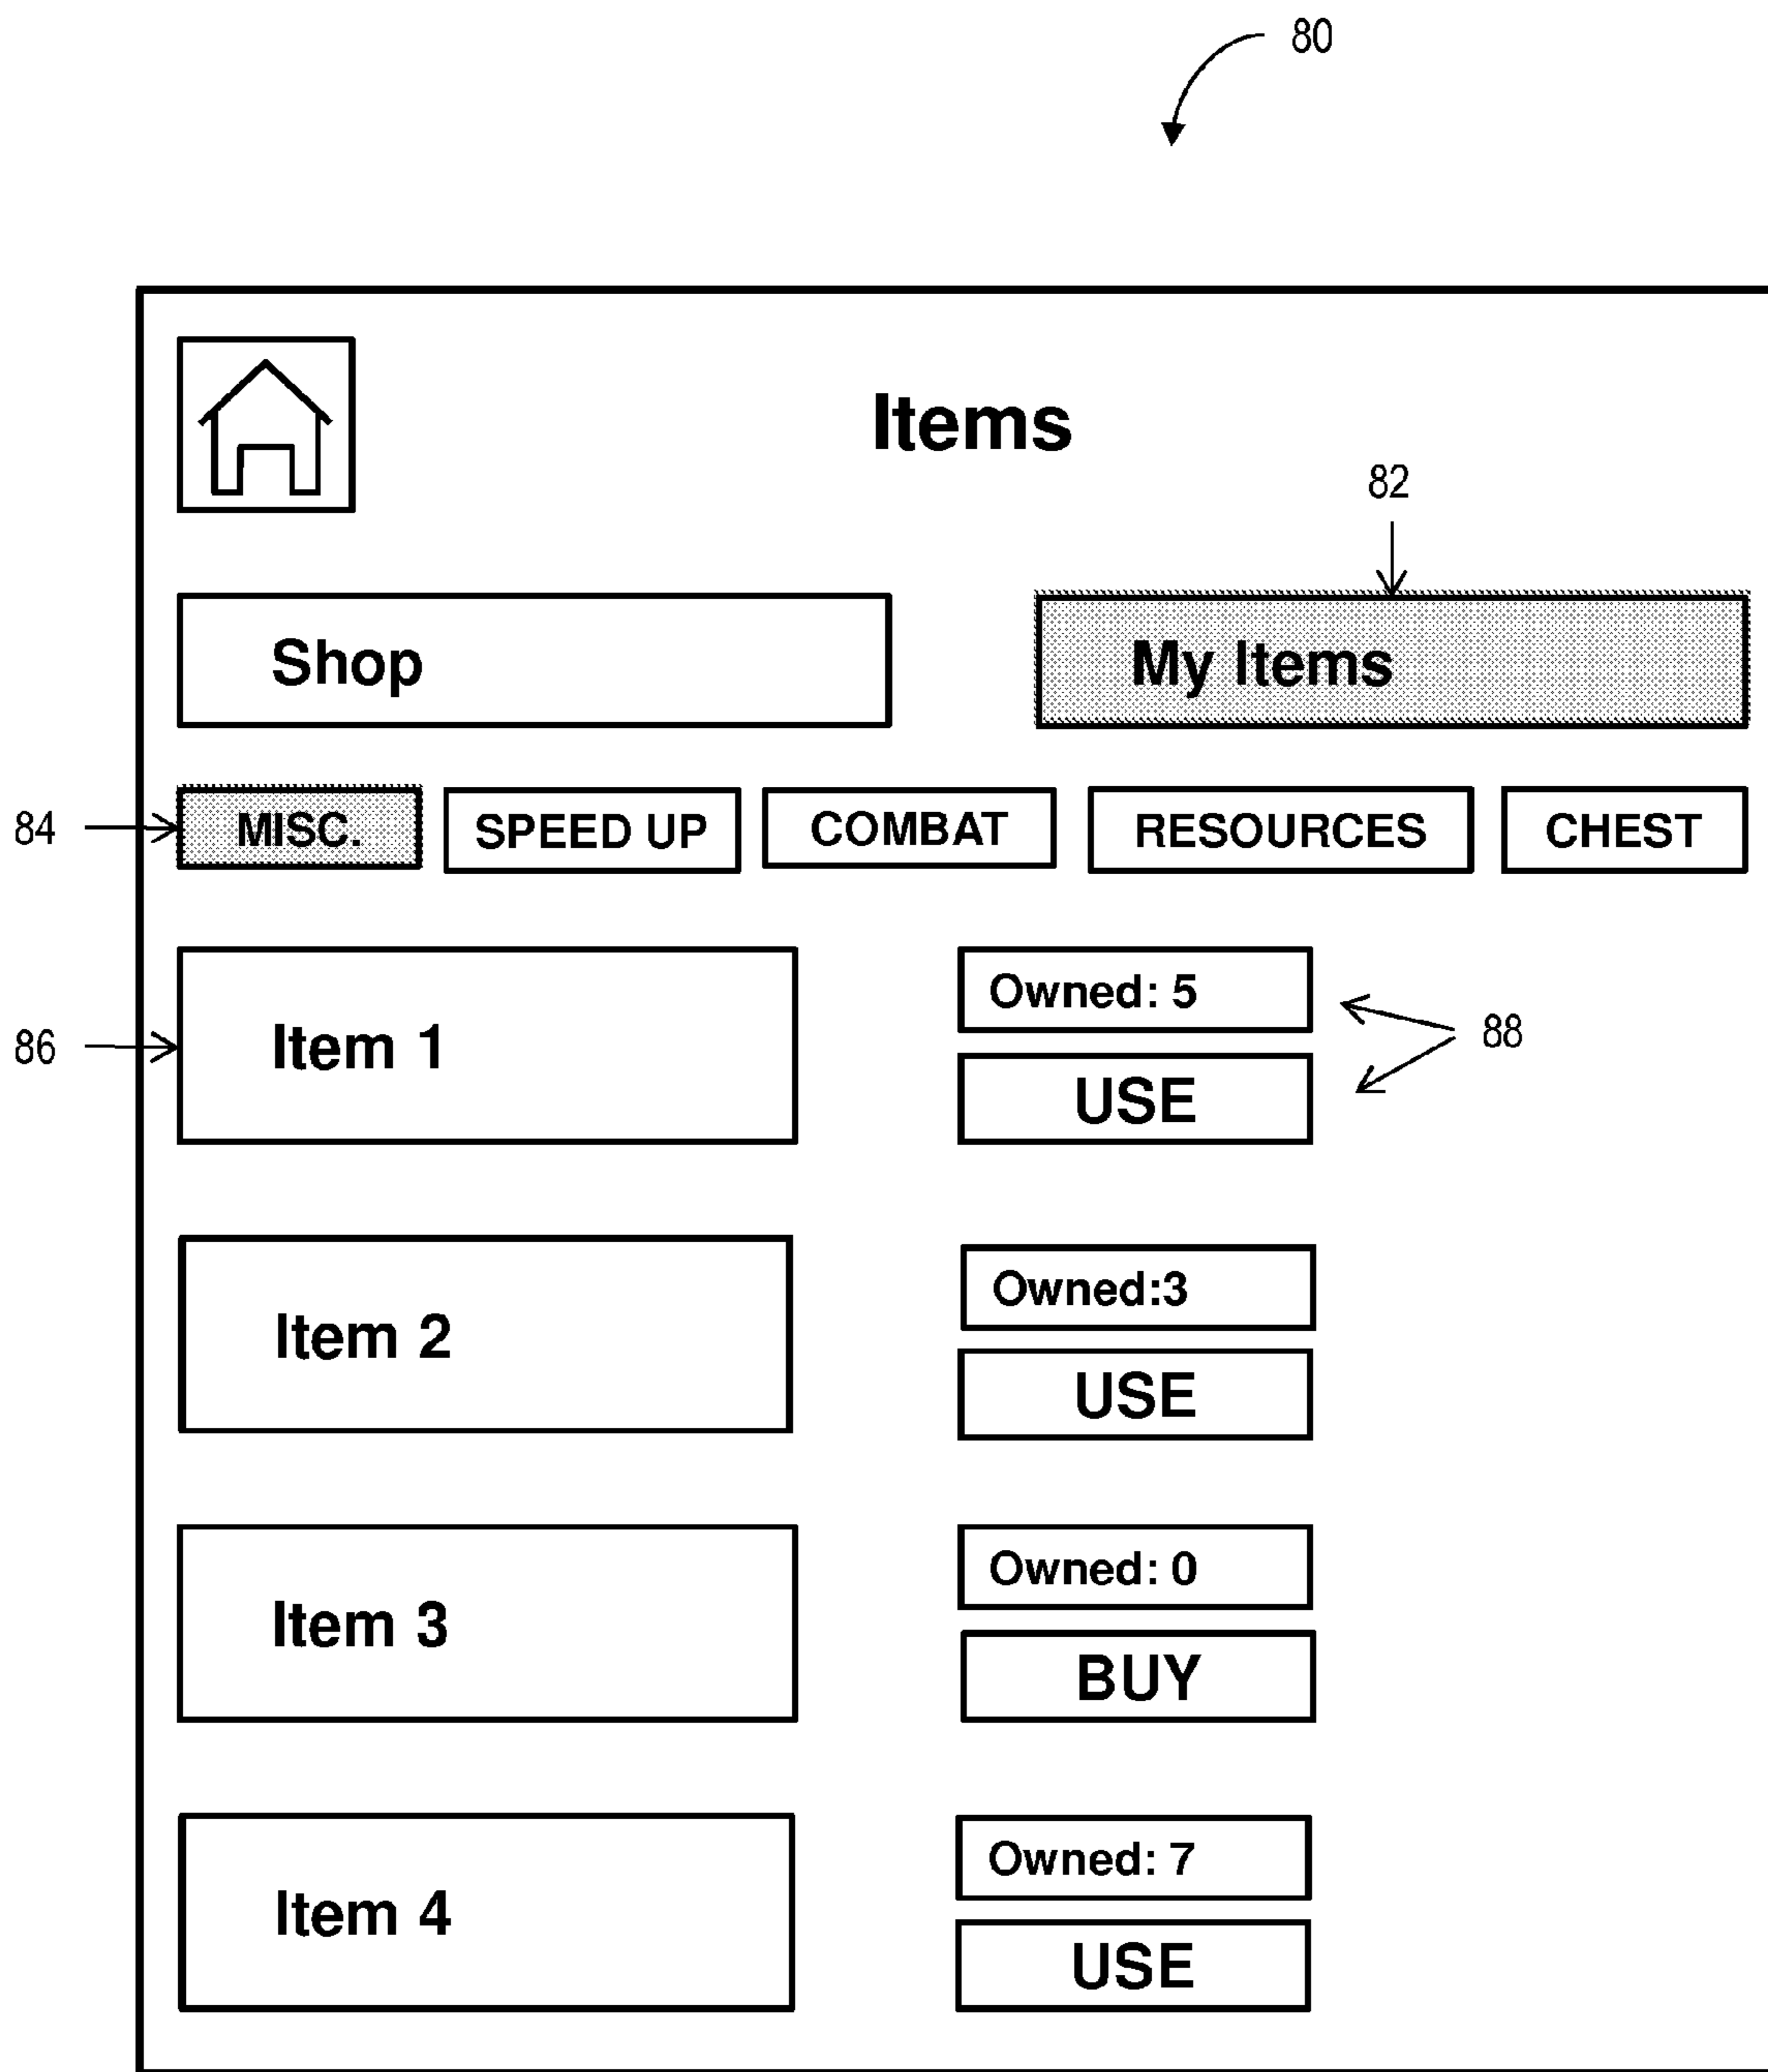 80
Items
82
Shop
My Items
84
MISC.
SPEED UP
COMBAT
RESOURCES
CHEST
86
Item 1
Owned: 5
USE
88
Item 2
Owned:3
USE
Item 3
Owned: 0
BUY
Item 4
Owned: 7
USE